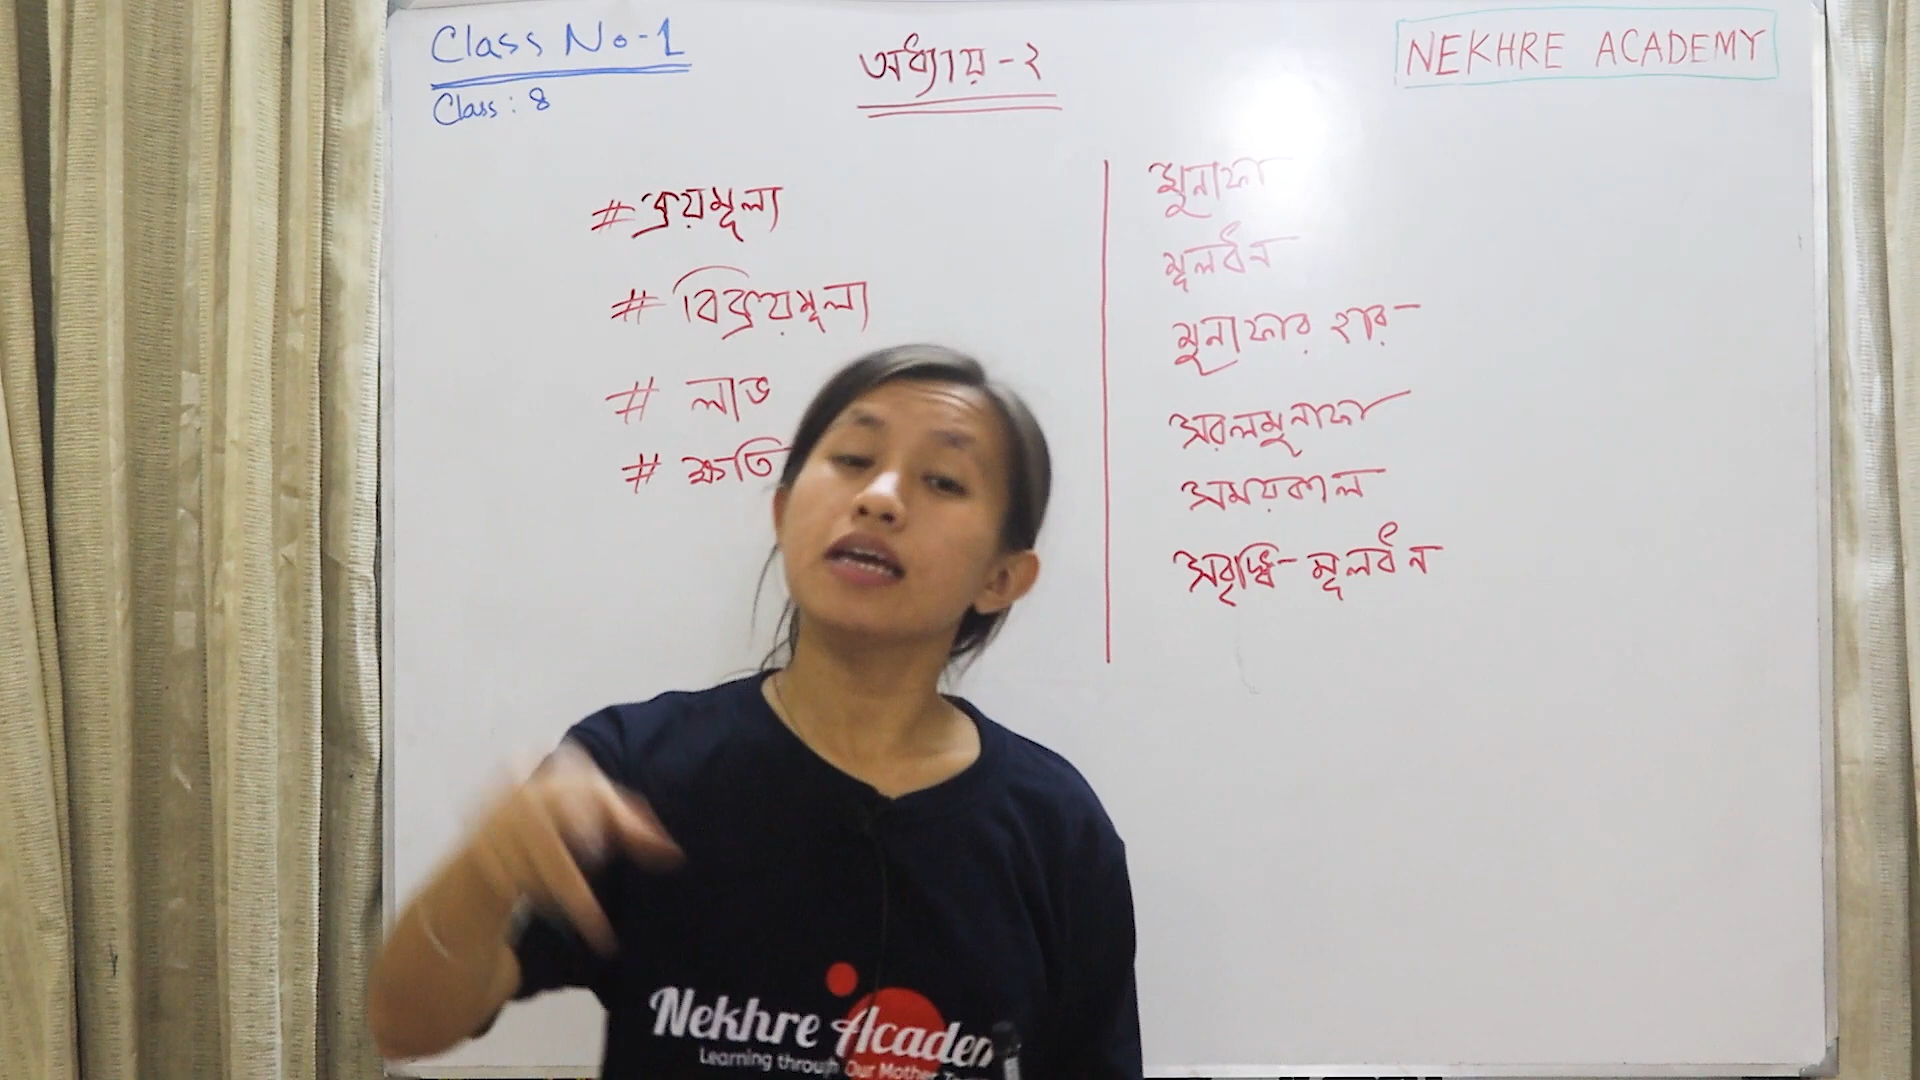 Class No-1
Class: 8
অধ্যায়-২
NEKHRE ACADEMY
# ক্রয়মূল্য
# বিক্রয়মূল্য
# লাভ
# ক্ষতি
মুনাফা
মূলধন
মুনাফার হার
সরলমুনাফা
সময়কাল
সবৃদ্ধি-মূলধন
Nekhre Academ
Learning through Our Mother